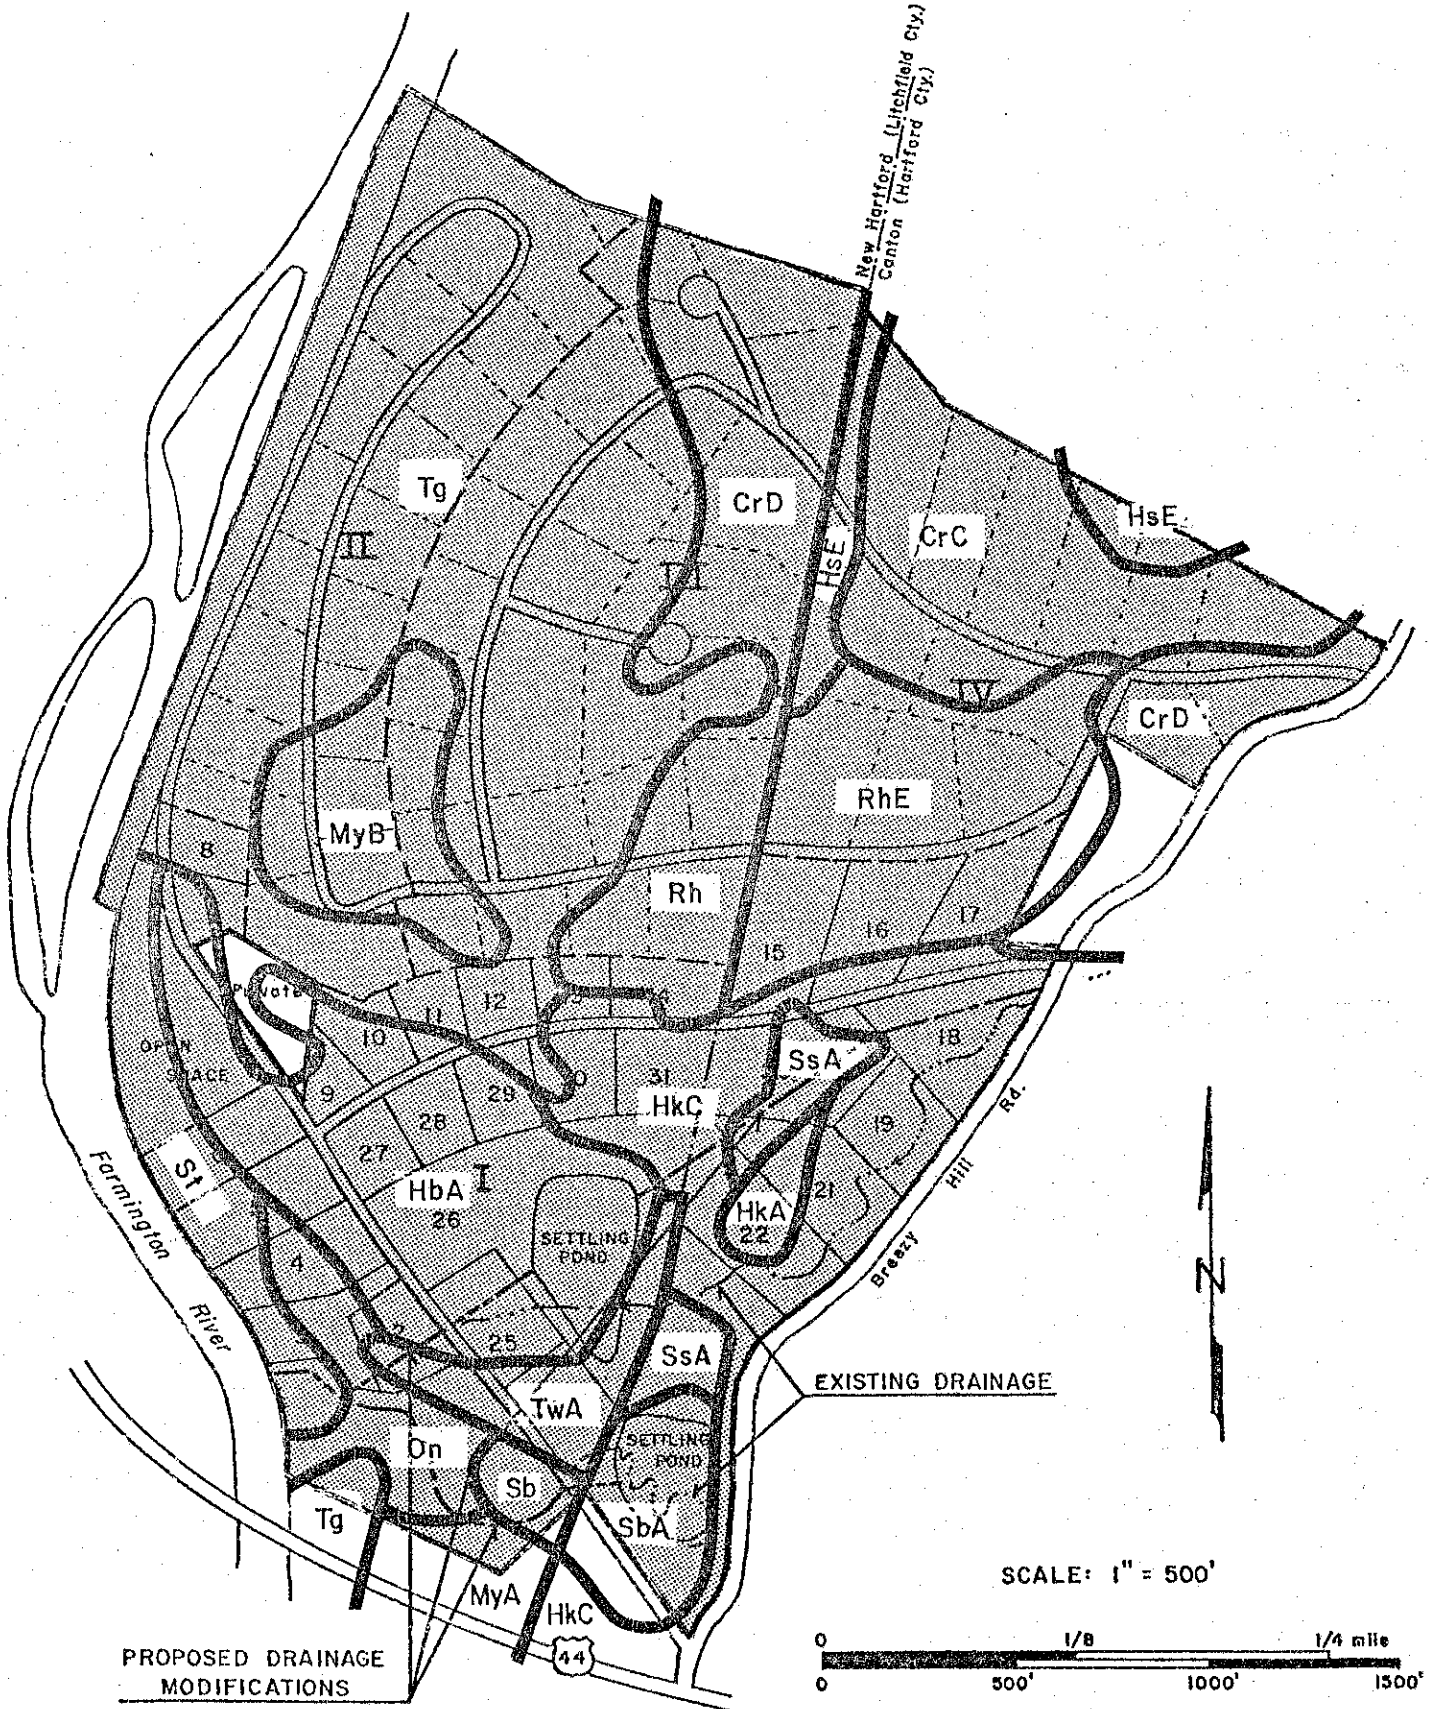 New Hartford (Litchfield Cty.)
Canton (Hartford Cty.)
Tg
CrD
II
HsE
CrC
HsE
III
IV
CrD
MyB
RhE
8
Rh
17
16
15
Private
12
11
10
18
OPEN
SPACE
SsA
9
31
29
HkC
28
19
27
Rd.
St
HbA
I
26
21
HkA
22
Hill
SETTLING
POND
Farmington
River
Breezy
4
25
SsA
EXISTING DRAINAGE
TwA
On
SETTLING
POND
Sb
Tg
SbA
N
MyA
HkC
44
SCALE: 1" = 500'
PROPOSED DRAINAGE
MODIFICATIONS
0 1/8 1/4 mile
0 500' 1000' 1500'